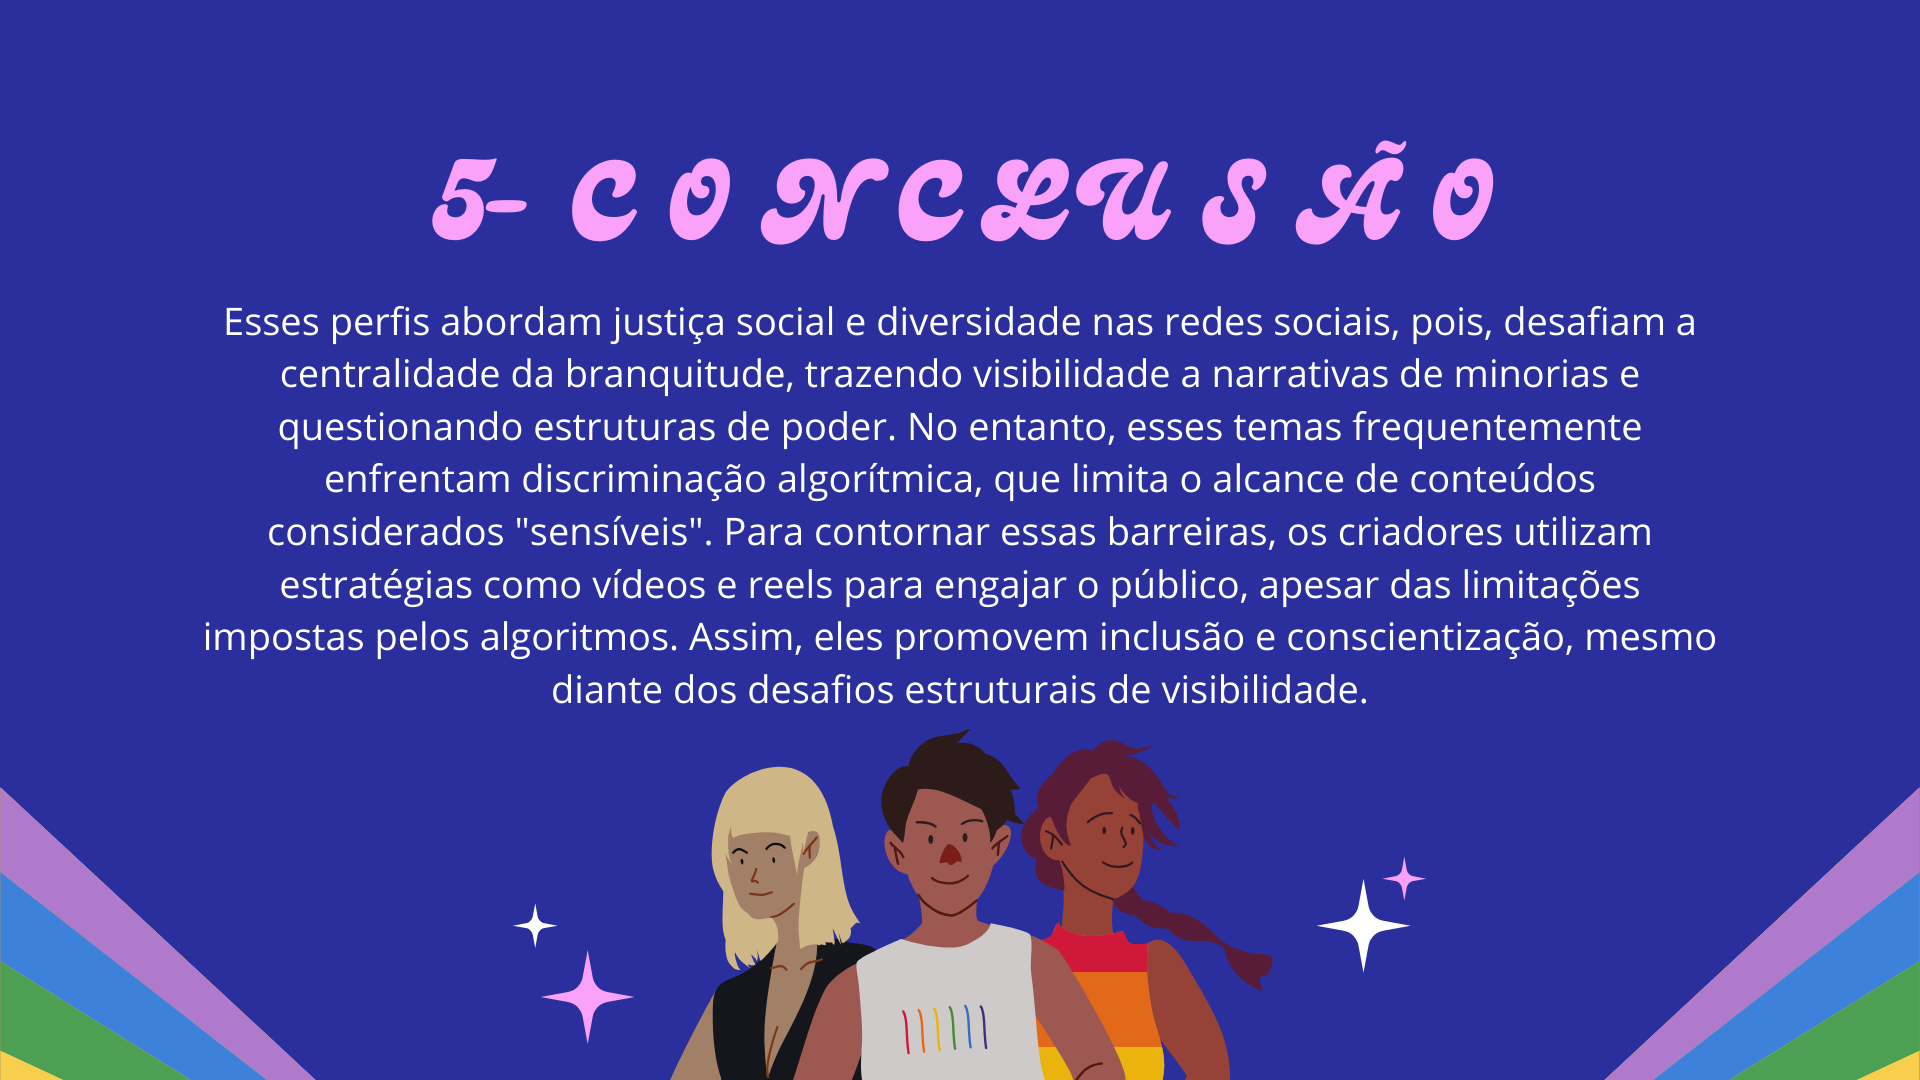 5- CONCLUSÃO
Esses perfis abordam justiça social e diversidade nas redes sociais, pois, desafiam a
centralidade da branquitude, trazendo visibilidade a narrativas de minorias e
questionando estruturas de poder. No entanto, esses temas frequentemente
enfrentam discriminação algorítmica, que limita o alcance de conteúdos
considerados "sensíveis". Para contornar essas barreiras, os criadores utilizam
estratégias como vídeos e reels para engajar o público, apesar das limitações
impostas pelos algoritmos. Assim, eles promovem inclusão e conscientização, mesmo
diante dos desafios estruturais de visibilidade.